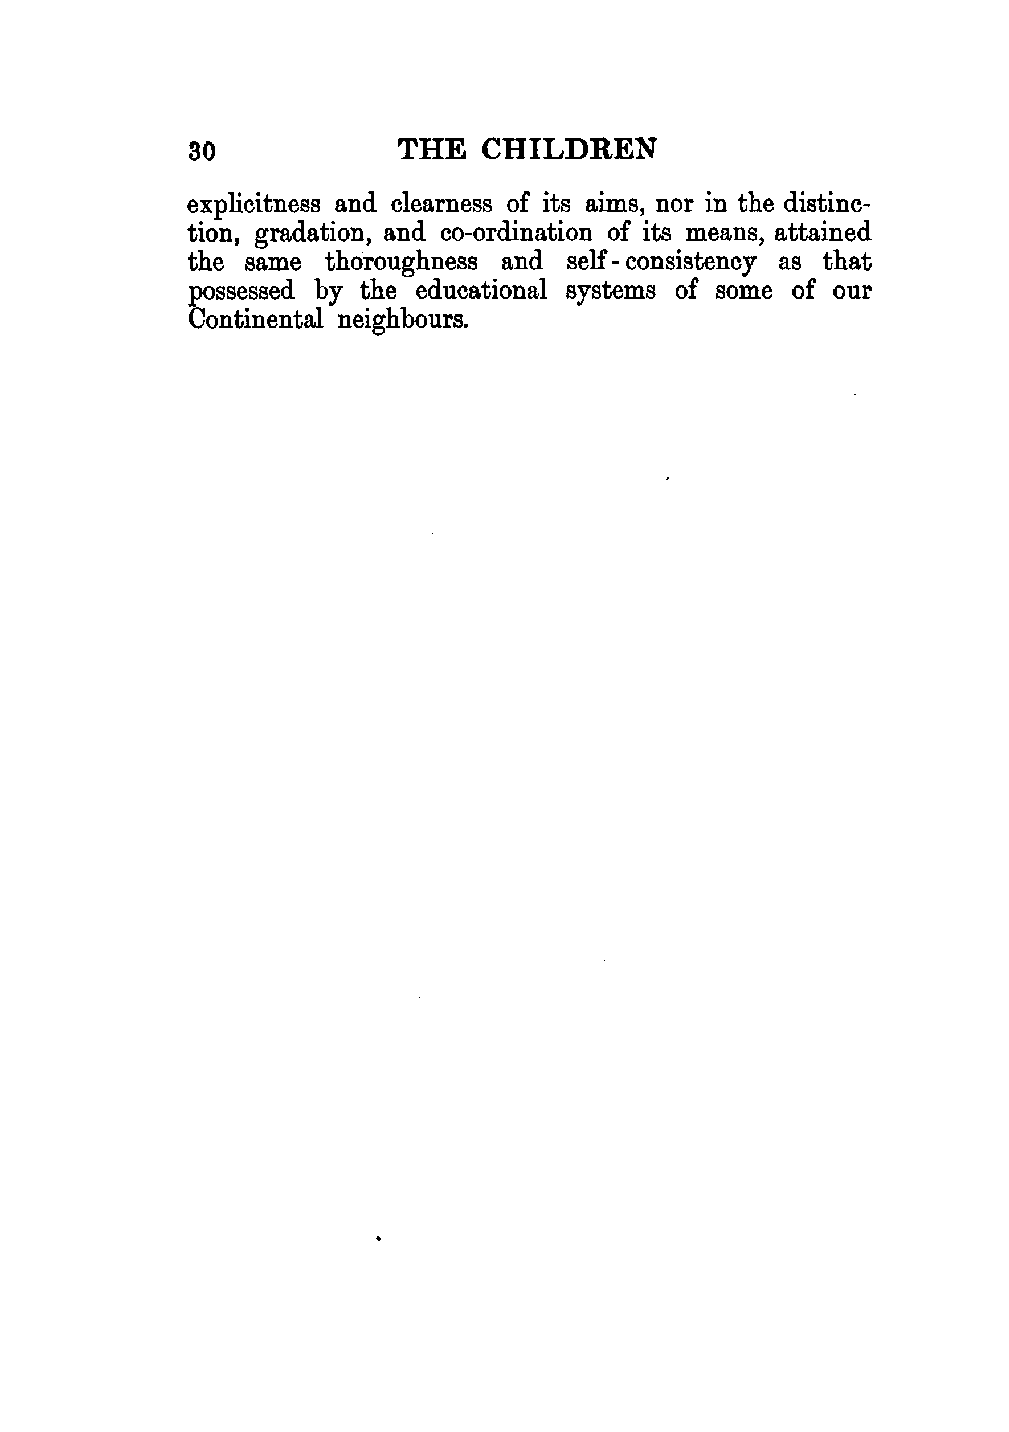 30 THE CHILDREN
explicitness and clearness of its aims, nor in the distinc-
tion, gradation, and co-ordination of its means, attained
the same thoroughness and self-consistency as that
possessed by the educational systems of some of our
Continental neighbours.